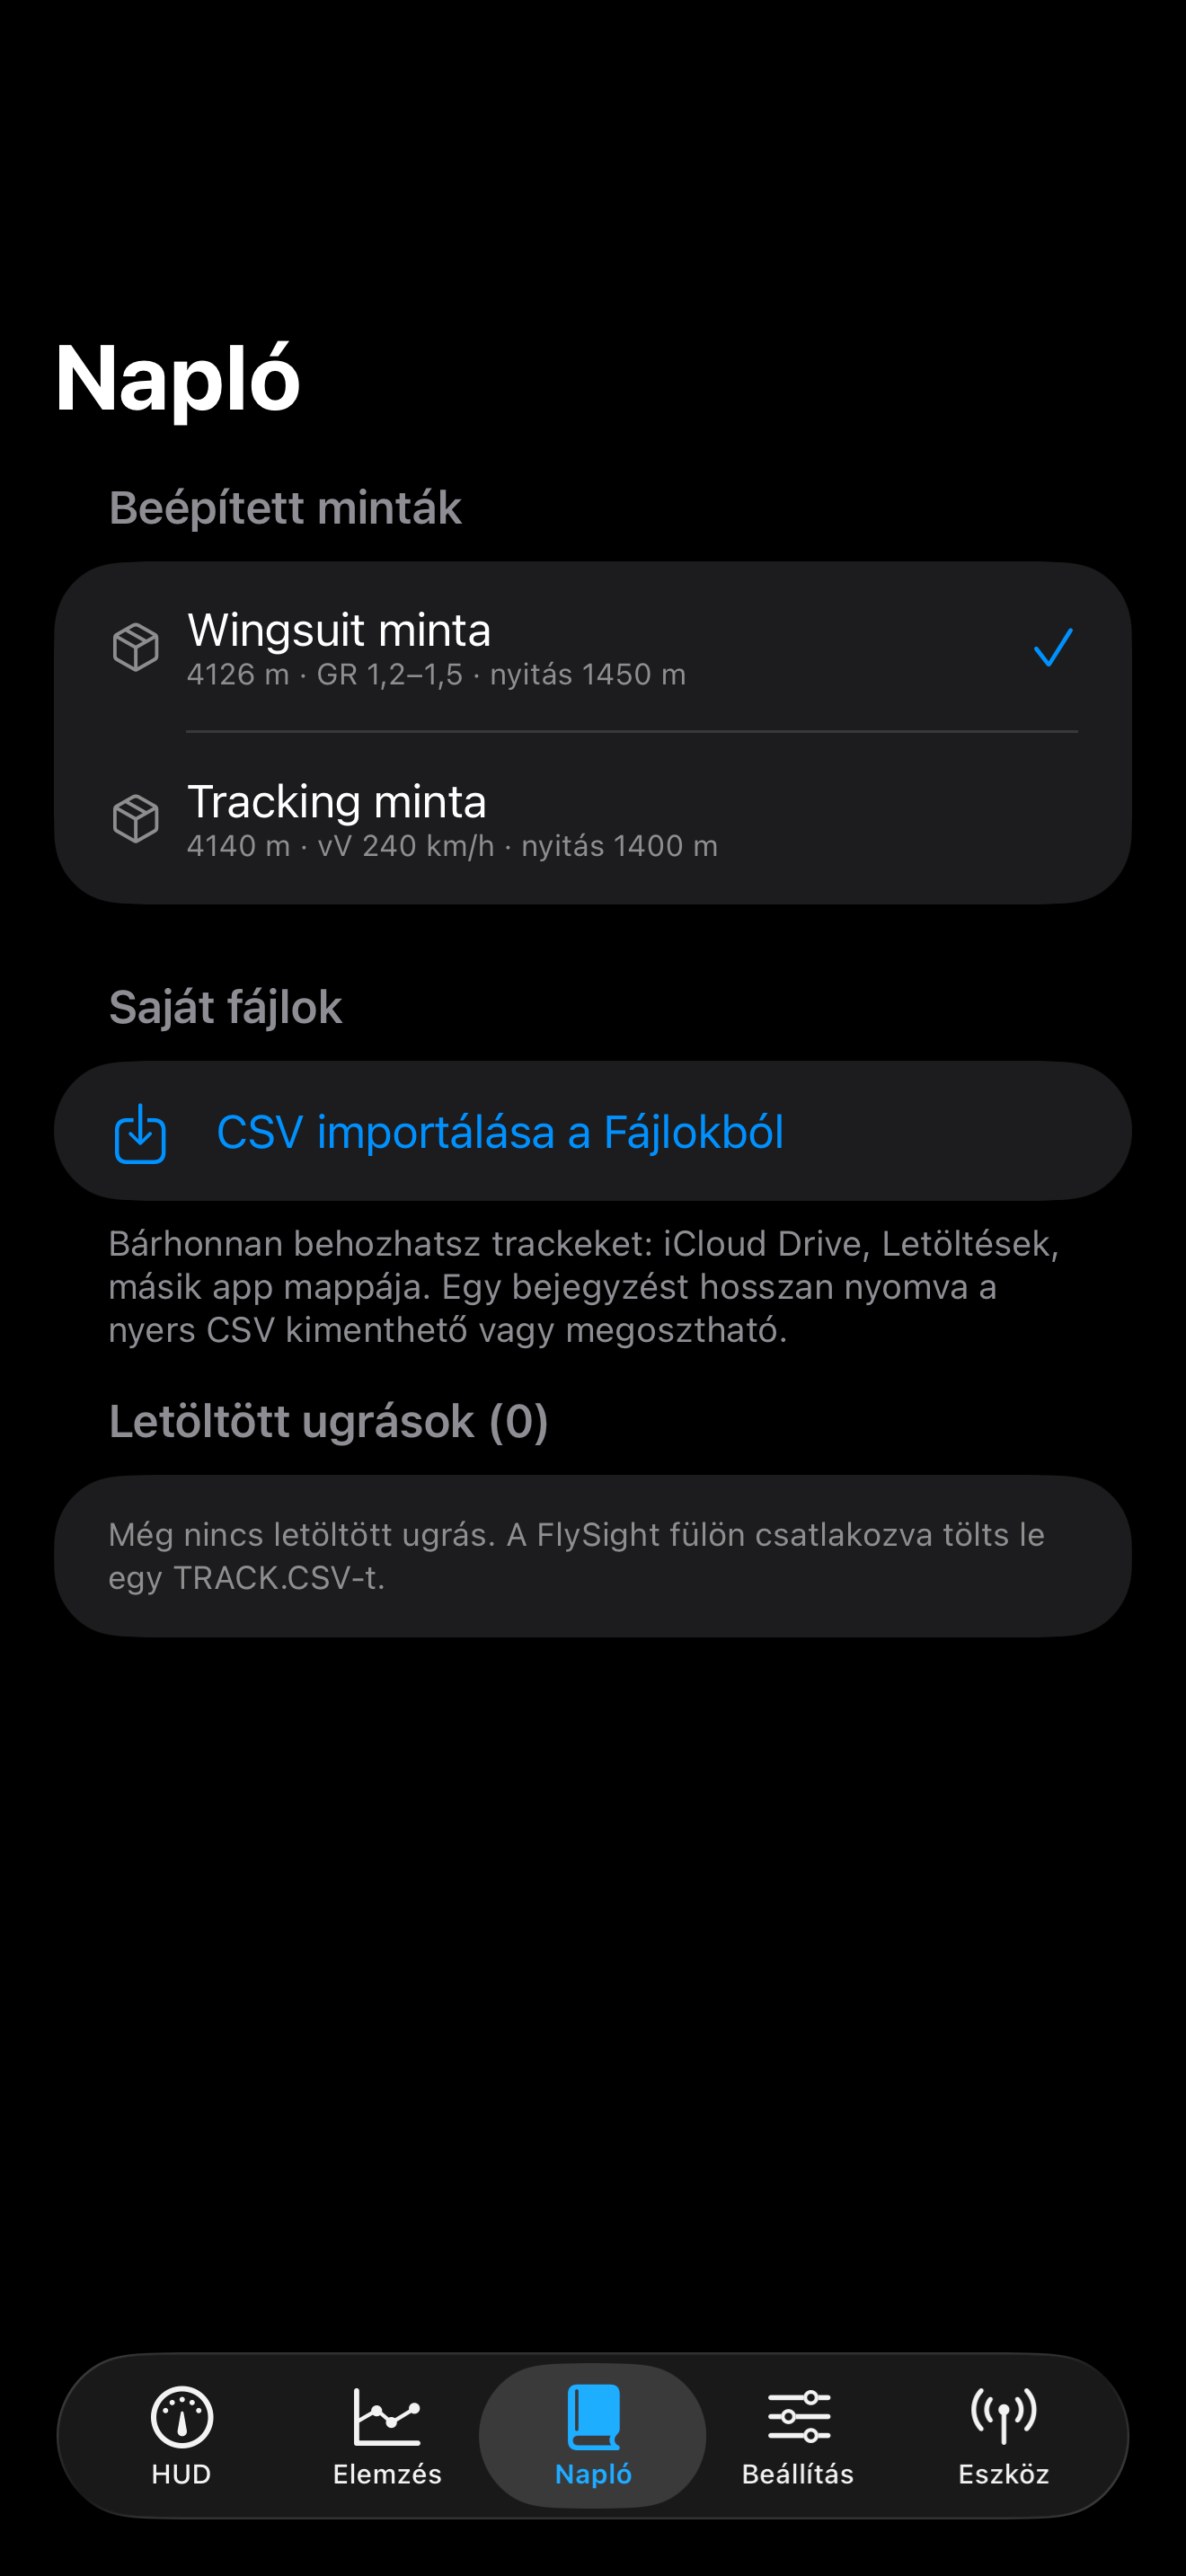 Napló
Beépített minták
Wingsuit minta
4126 m · GR 1,2–1,5 · nyitás 1450 m
Tracking minta
4140 m · vV 240 km/h · nyitás 1400 m
Saját fájlok
CSV importálása a Fájlokból
Bárhonnan behozhatsz trackeket: iCloud Drive, Letöltések,
másik app mappája. Egy bejegyzést hosszan nyomva a
nyers CSV kimenthető vagy megosztható.
Letöltött ugrások (0)
Még nincs letöltött ugrás. A FlySight fülön csatlakozva tölts le
egy TRACK.CSV-t.
HUD
Elemzés
Napló
Beállítás
Eszköz